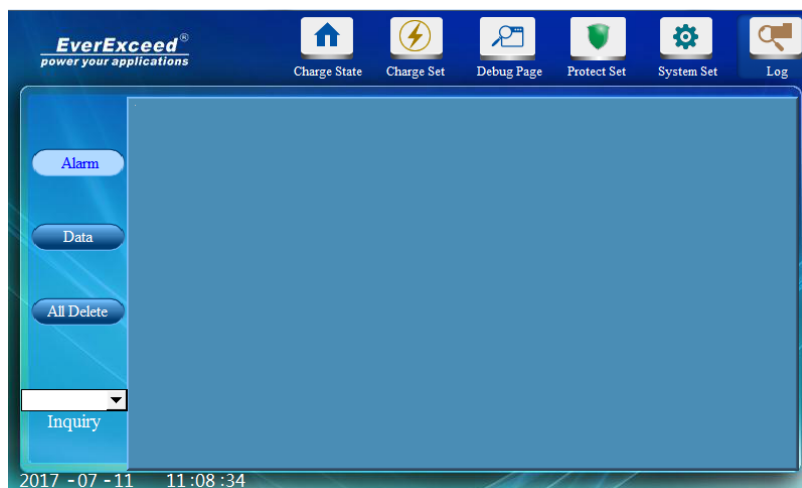 EverExceed®
power your applications
Charge State
Charge Set
Debug Page
Protect Set
System Set
Log
Alarm
Data
All Delete
Inquiry
2017 -07 -11 11:08:34